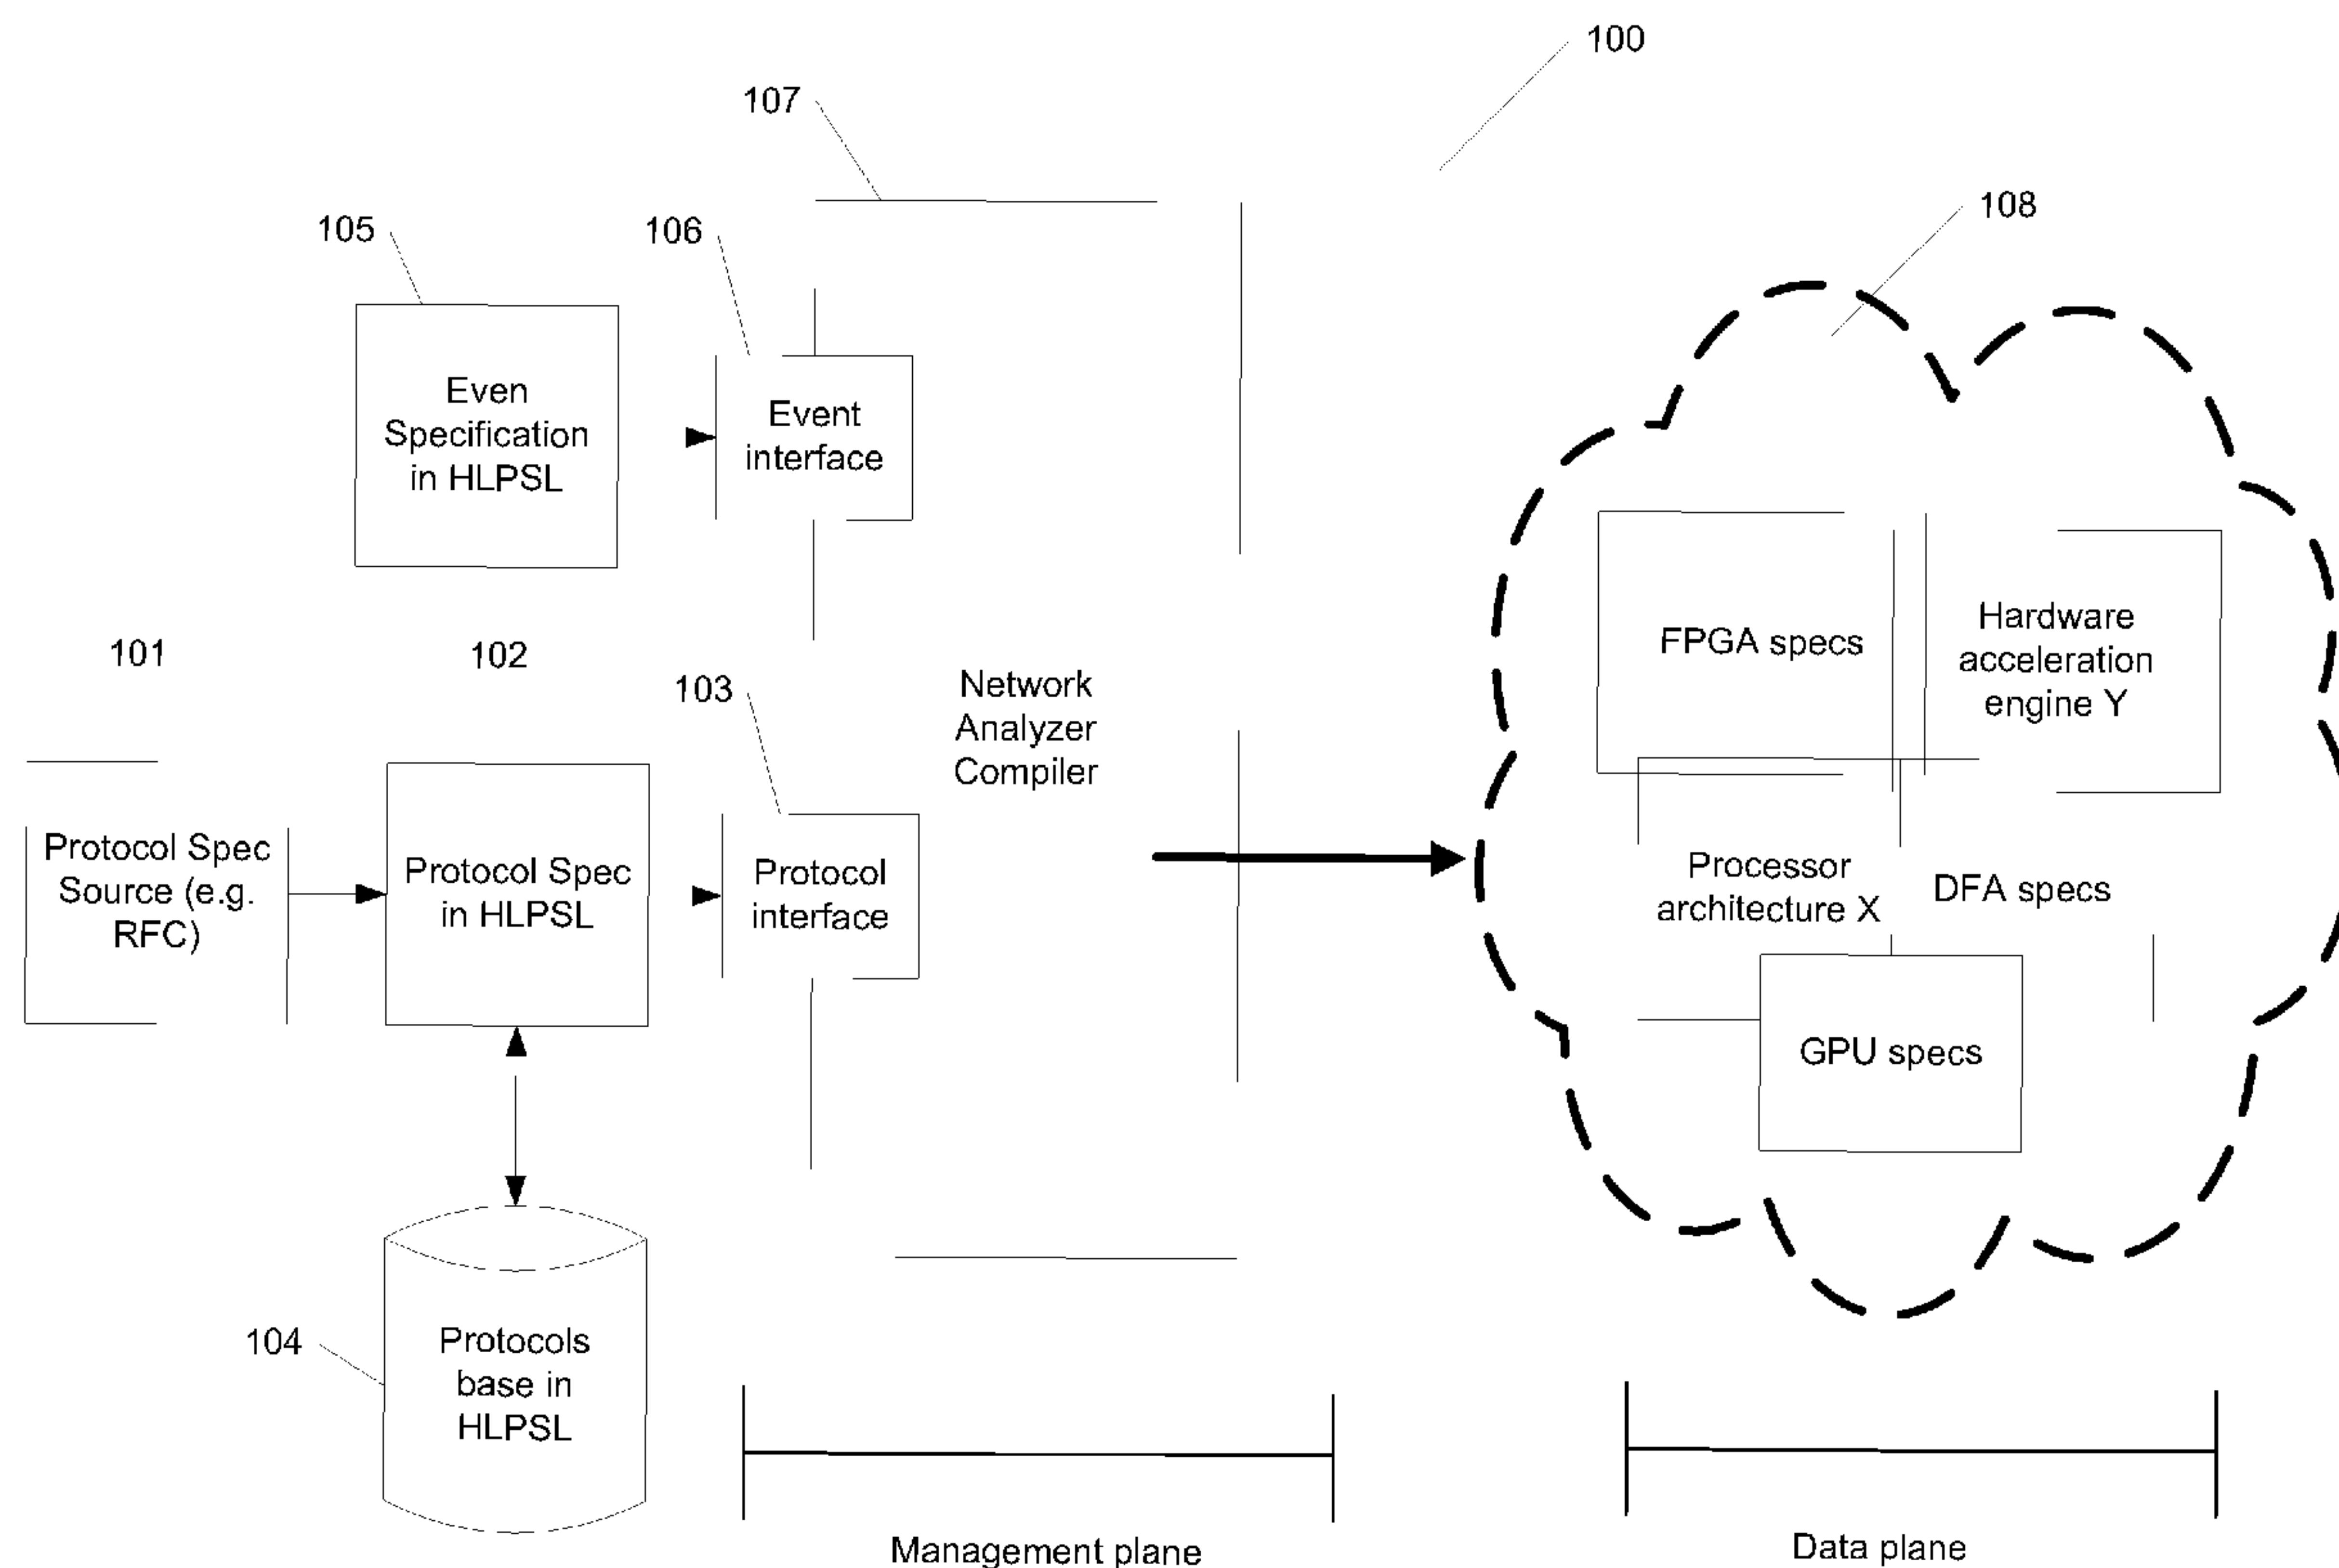 100
107
108
105
106
Even
Specification
in HLPSL
Event
interface
101
102
103
Network
Analyzer
Compiler
FPGA specs
Hardware
acceleration
engine Y
Protocol Spec
Source (e.g.
RFC)
Protocol Spec
in HLPSL
Protocol
interface
Processor
architecture X
DFA specs
GPU specs
104
Protocols
base in
HLPSL
Management plane
Data plane